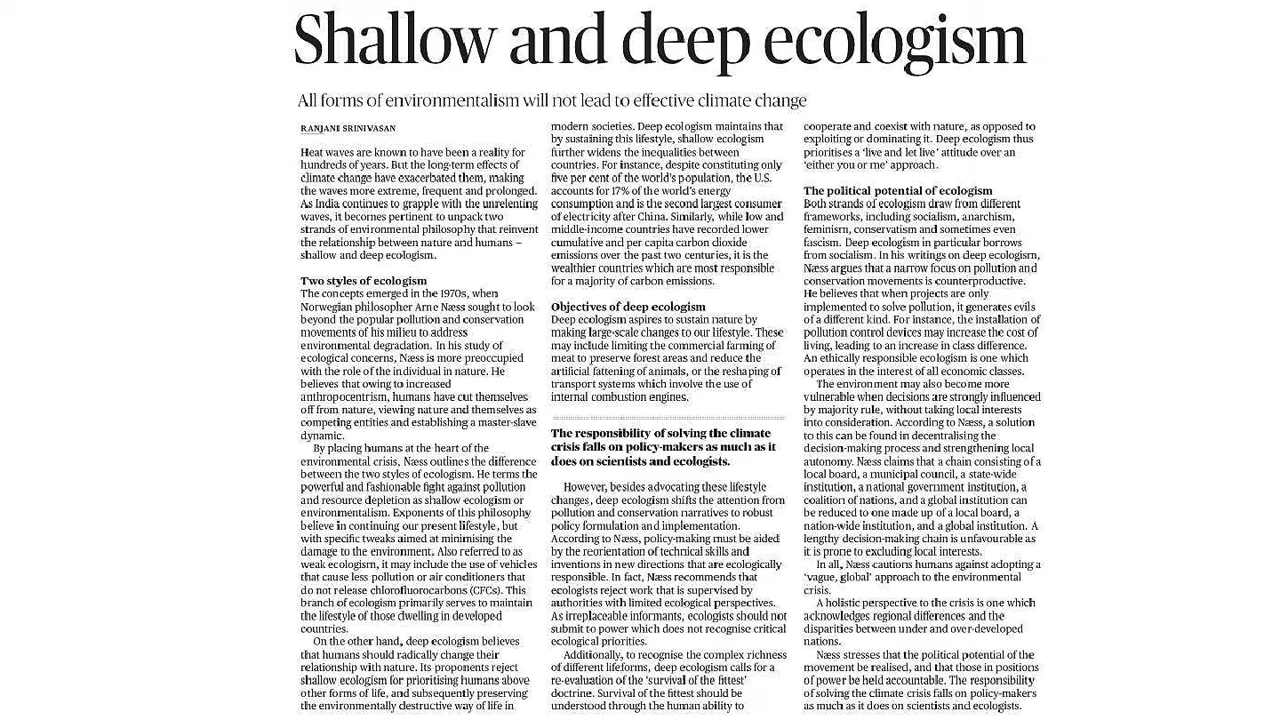 Shallow and deep ecologism
All forms of environmentalism will not lead to effective climate change
RANJANI SRINIVASAN
Heat waves are known to have been a reality for
hundreds of years. But the long-term effects of
climate change have exacerbated them, making
the waves more extreme, frequent and prolonged.
As India continues to grapple with the unrelenting
waves, it becomes pertinent to unpack two
strands of environmental philosophy that reinvent
the relationship between nature and humans –
shallow and deep ecologism.
Two styles of ecologism
The concepts emerged in the 1970s, when
Norwegian philosopher Arne Næss sought to look
beyond the popular pollution and conservation
movements of his milieu to address
environmental degradation. In his study of
ecological concerns, Næss is more preoccupied
with the role of the individual in nature. He
believes that owing to increased
anthropocentrism, humans have cut themselves
off from nature, viewing nature and themselves as
competing entities and establishing a master-slave
dynamic.
By placing humans at the heart of the
environmental crisis, Næss outlines the difference
between the two styles of ecologism. He terms the
powerful and fashionable fight against pollution
and resource depletion as shallow ecologism or
environmentalism. Exponents of this philosophy
believe in continuing our present lifestyle, but
with specific tweaks aimed at minimising the
damage to the environment. Also referred to as
weak ecologism, it may include the use of vehicles
that cause less pollution or air conditioners that
do not release chlorofluorocarbons (CFCs). This
branch of ecologism primarily serves to maintain
the lifestyle of those dwelling in developed
countries.
On the other hand, deep ecologism believes
that humans should radically change their
relationship with nature. Its proponents reject
shallow ecologism for prioritising humans above
other forms of life, and subsequently preserving
the environmentally destructive way of life in
modern societies. Deep ecologism maintains that
by sustaining this lifestyle, shallow ecologism
further widens the inequalities between
countries. For instance, despite constituting only
five per cent of the world's population, the U.S.
accounts for 17% of the world's energy
consumption and is the second largest consumer
of electricity after China. Similarly, while low and
middle-income countries have recorded lower
cumulative and per capita carbon dioxide
emissions over the past two centuries, it is the
wealthier countries which are most responsible
for a majority of carbon emissions.
Objectives of deep ecologism
Deep ecologism aspires to sustain nature by
making large-scale changes to our lifestyle. These
may include limiting the commercial farming of
meat to preserve forest areas and reduce the
artificial fattening of animals, or the reshaping of
transport systems which involve the use of
internal combustion engines.
The responsibility of solving the climate
crisis falls on policy-makers as much as it
does on scientists and ecologists.
However, besides advocating these lifestyle
changes, deep ecologism shifts the attention from
pollution and conservation narratives to robust
policy formulation and implementation.
According to Næss, policy-making must be aided
by the reorientation of technical skills and
inventions in new directions that are ecologically
responsible. In fact, Næss recommends that
ecologists reject work that is supervised by
authorities with limited ecological perspectives.
As irreplaceable informants, ecologists should not
submit to power which does not recognise critical
ecological priorities.
Additionally, to recognise the complex richness
of different lifeforms, deep ecologism calls for a
re-evaluation of the 'survival of the fittest'
doctrine. Survival of the fittest should be
understood through the human ability to
cooperate and coexist with nature, as opposed to
exploiting or dominating it. Deep ecologism thus
prioritises a 'live and let live' attitude over an
'either you or me' approach.
The political potential of ecologism
Both strands of ecologism draw from different
frameworks, including socialism, anarchism,
feminism, conservatism and sometimes even
fascism. Deep ecologism in particular borrows
from socialism. In his writings on deep ecologism,
Næss argues that a narrow focus on pollution and
conservation movements is counterproductive.
He believes that when projects are only
implemented to solve pollution, it generates evils
of a different kind. For instance, the installation of
pollution control devices may increase the cost of
living, leading to an increase in class difference.
An ethically responsible ecologism is one which
operates in the interest of all economic classes.
The environment may also become more
vulnerable when decisions are strongly influenced
by majority rule, without taking local interests
into consideration. According to Næss, a solution
to this can be found in decentralising the
decision-making process and strengthening local
autonomy. Næss claims that a chain consisting of a
local board, a municipal council, a state-wide
institution, a national government institution, a
coalition of nations, and a global institution can
be reduced to one made up of a local board, a
nation-wide institution, and a global institution. A
lengthy decision-making chain is unfavourable as
it is prone to excluding local interests.
In all, Næss cautions humans against adopting a
'vague, global' approach to the environmental
crisis.
A holistic perspective to the crisis is one which
acknowledges regional differences and the
disparities between under and over-developed
nations.
Næss stresses that the political potential of the
movement be realised, and that those in positions
of power be held accountable. The responsibility
of solving the climate crisis falls on policy-makers
as much as it does on scientists and ecologists.